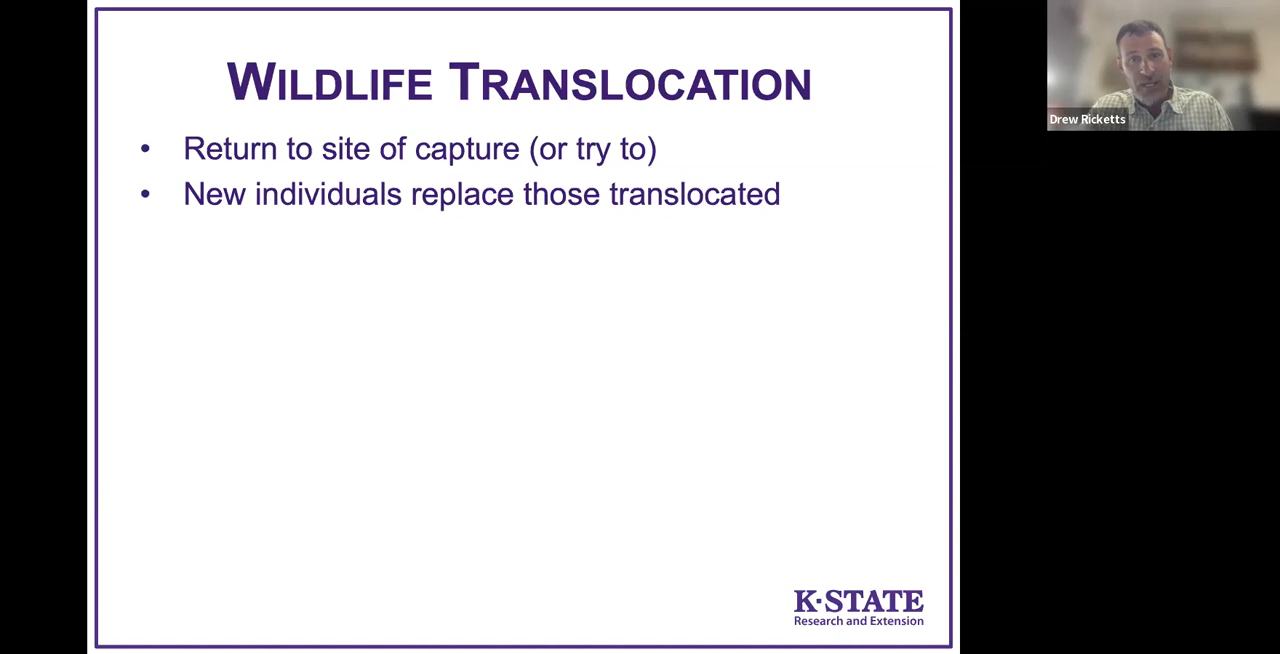 WILDLIFE TRANSLOCATION
• Return to site of capture (or try to)
• New individuals replace those translocated
K·STATE
Research and Extension
Drew Ricketts